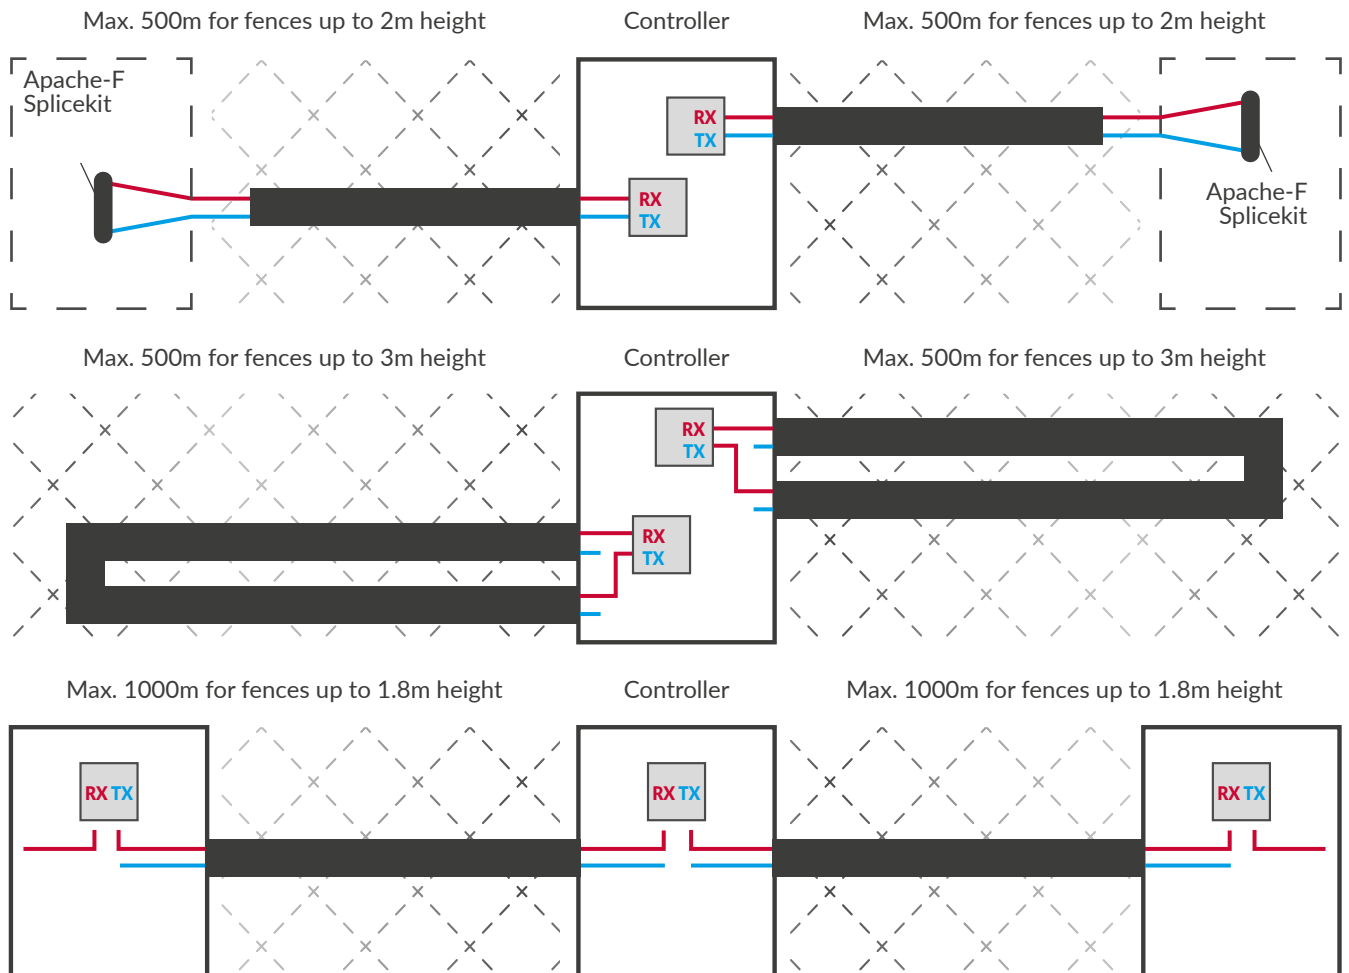 Max. 500m for fences up to 2m height
Controller
Max. 500m for fences up to 2m height
Apache-F
Splicekit
RX
TX
RX
TX
Apache-F
Splicekit
Max. 500m for fences up to 3m height
Controller
Max. 500m for fences up to 3m height
RX
TX
RX
TX
Max. 1000m for fences up to 1.8m height
Controller
Max. 1000m for fences up to 1.8m height
RX TX
RX TX
RX TX